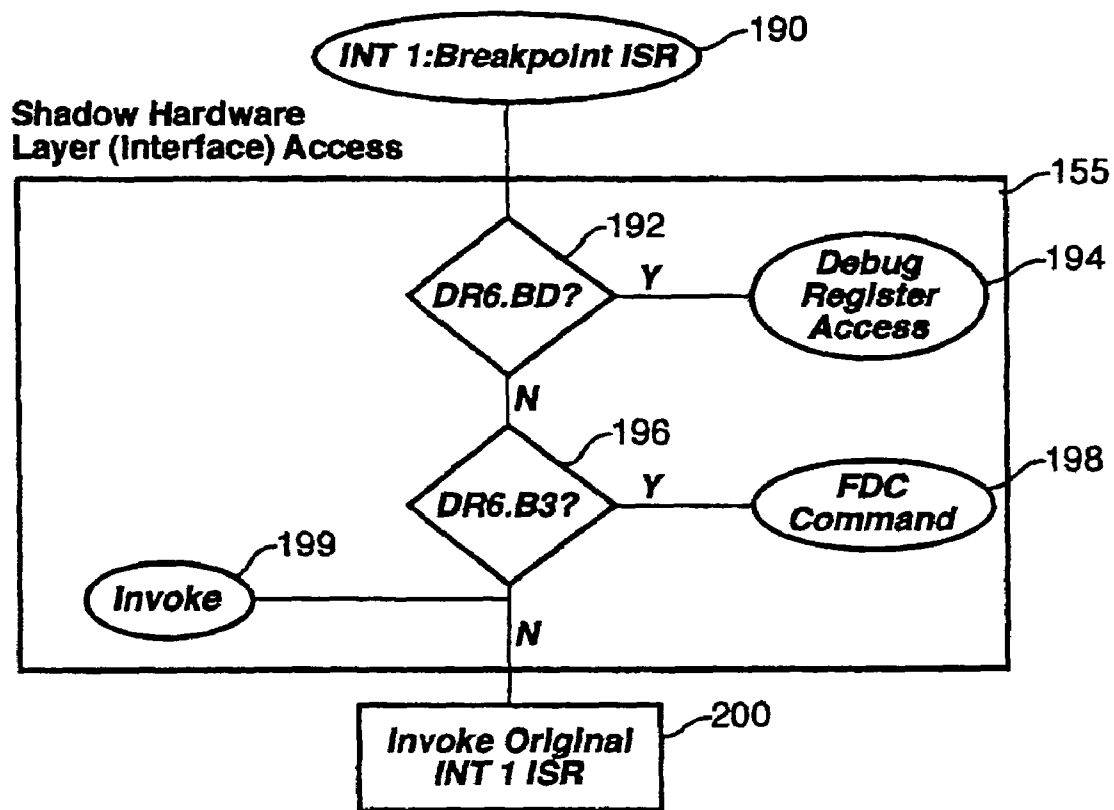 190
INT 1:Breakpoint ISR
Shadow Hardware
Layer (Interface) Access
155
192
194
DR6.BD?
Y
Debug
Register
Access
N
196
198
DR6.B3?
Y
FDC
Command
199
Invoke
N
200
Invoke Original
INT 1 ISR